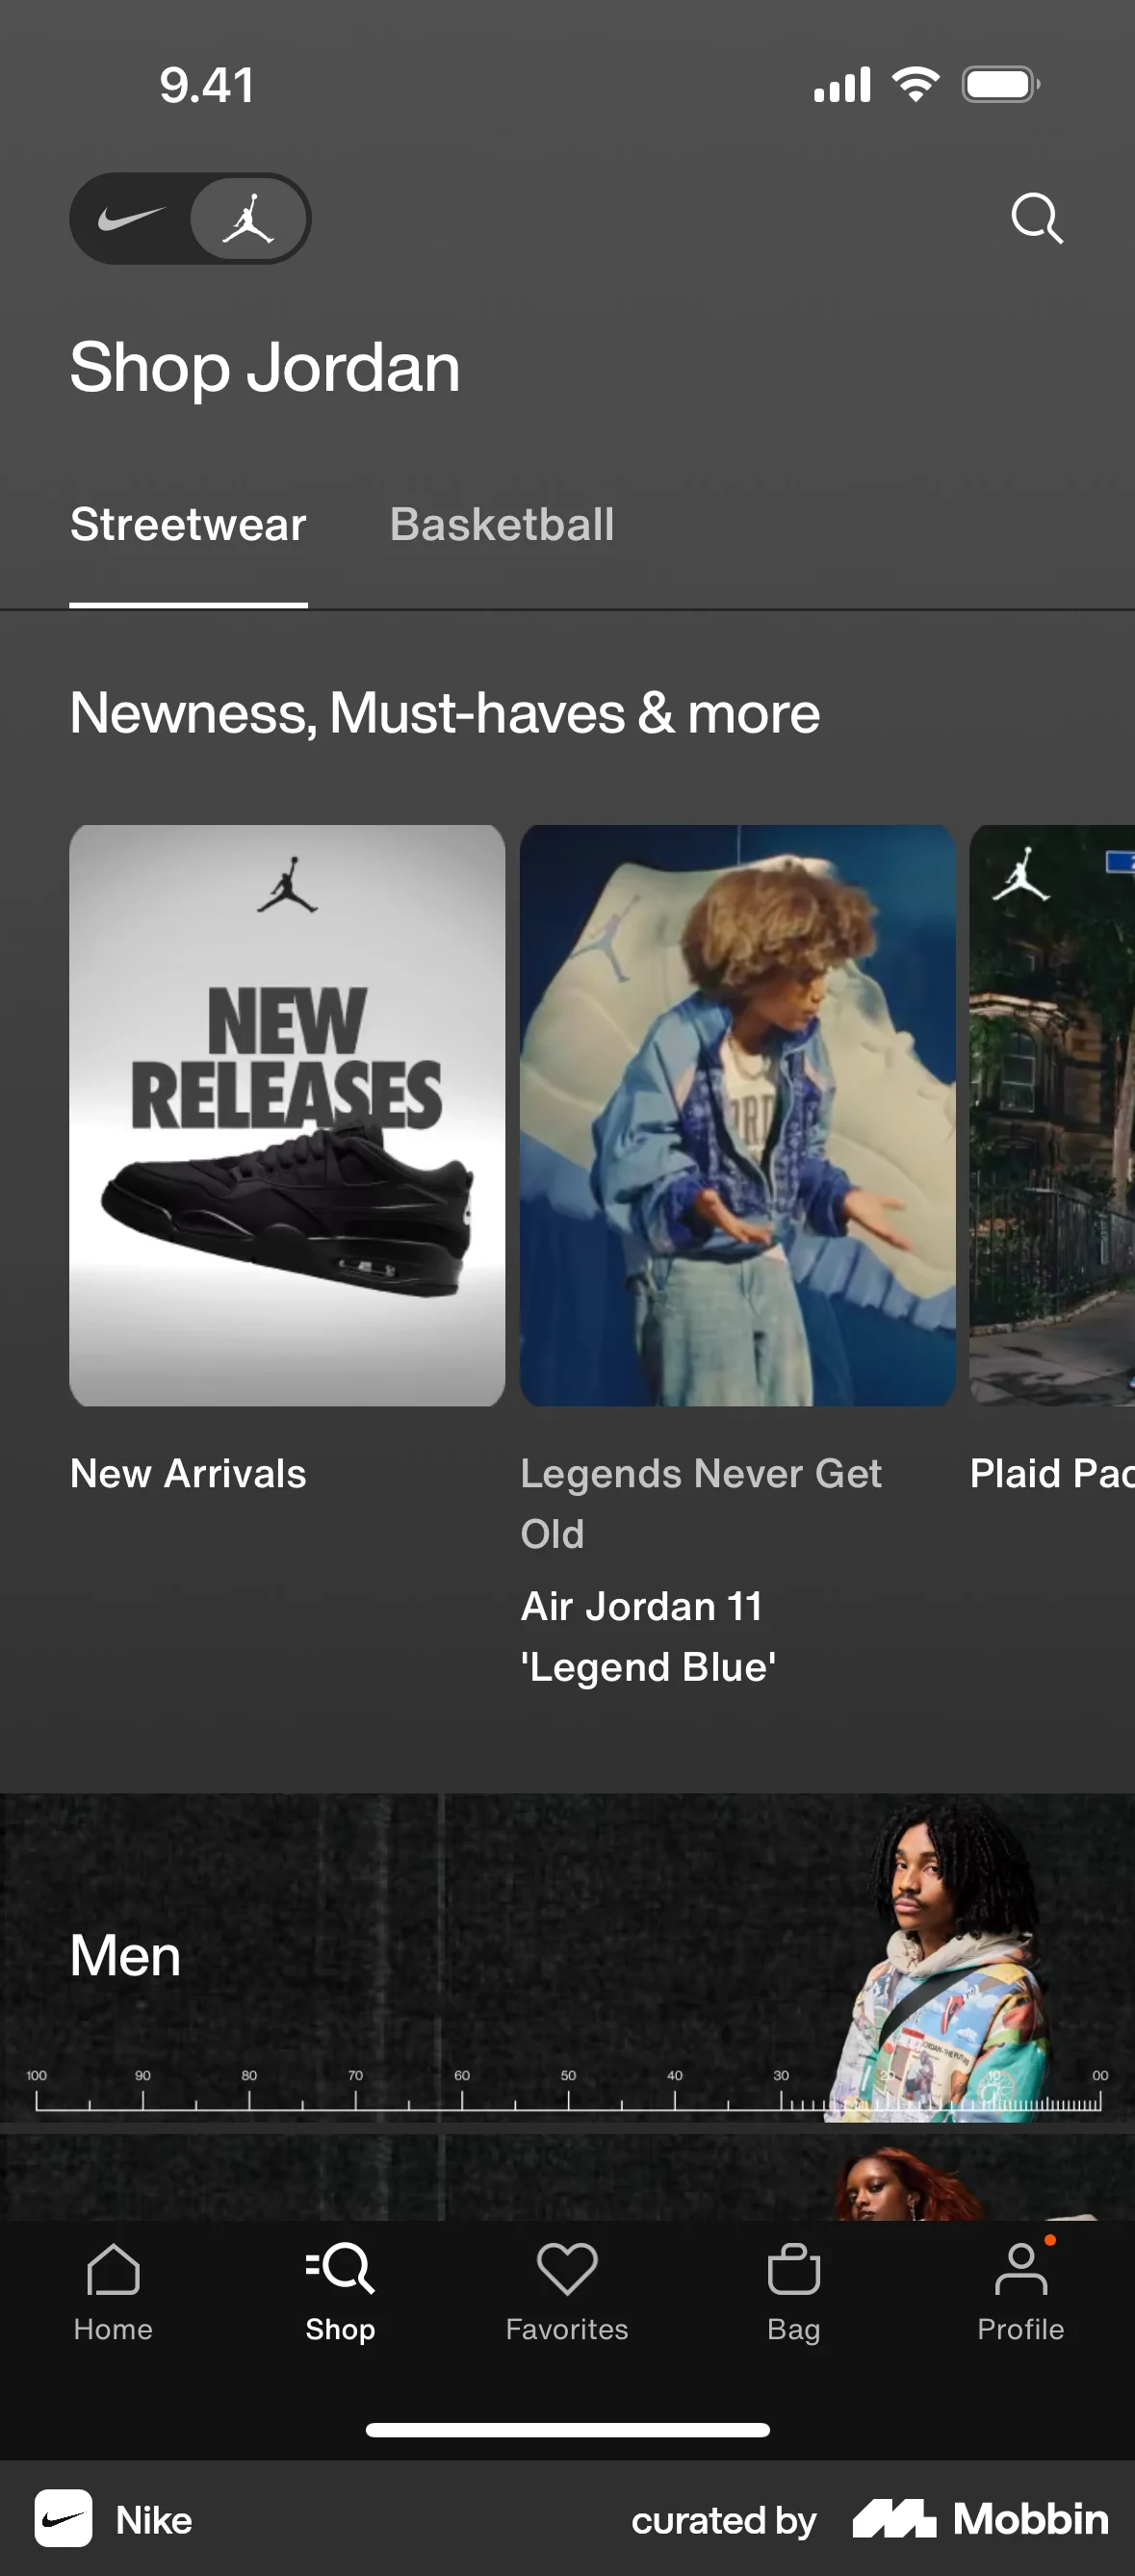 9.41
Shop Jordan
Streetwear Basketball
Newness, Must-haves & more
NEW
RELEASES
New Arrivals
Legends Never Get
Old
Air Jordan 11
'Legend Blue'
Plaid Pac
Men
100 90 80 70 60 50 40 30 20 10 00
Home Shop Favorites Bag Profile
Nike curated by Mobbin